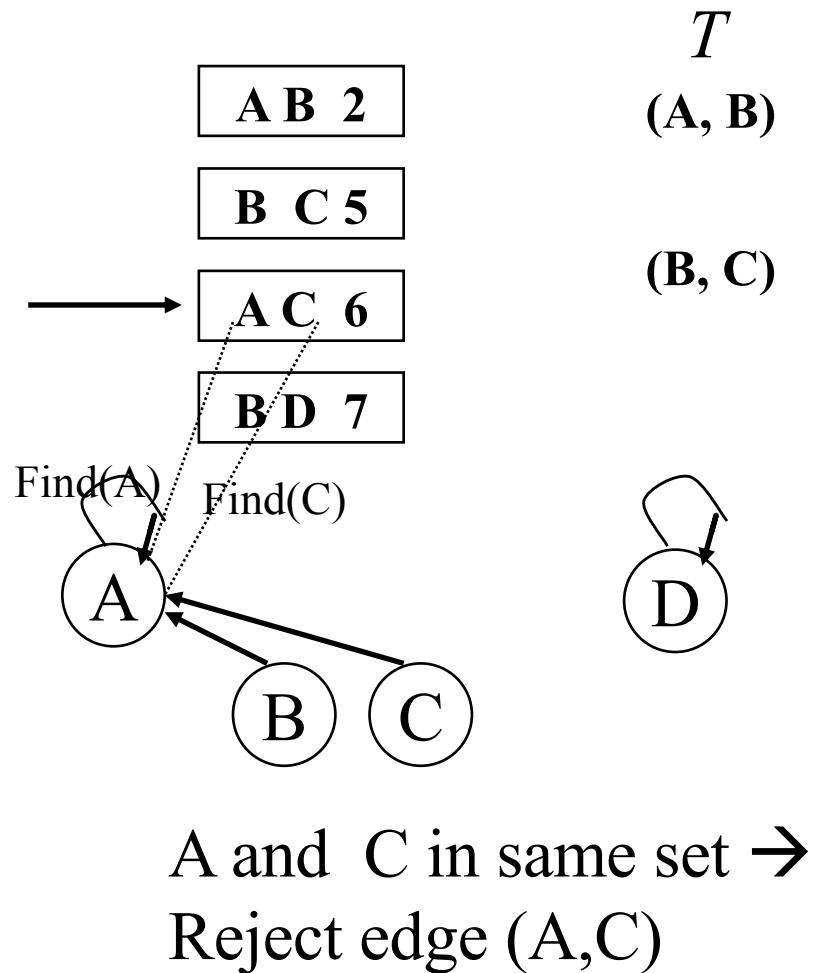 T
A B 2
(A, B)
B C 5
(B, C)
A C 6
B D 7
Find(A)
Find(C)
A
D
B
C
A and C in same set →
Reject edge (A,C)